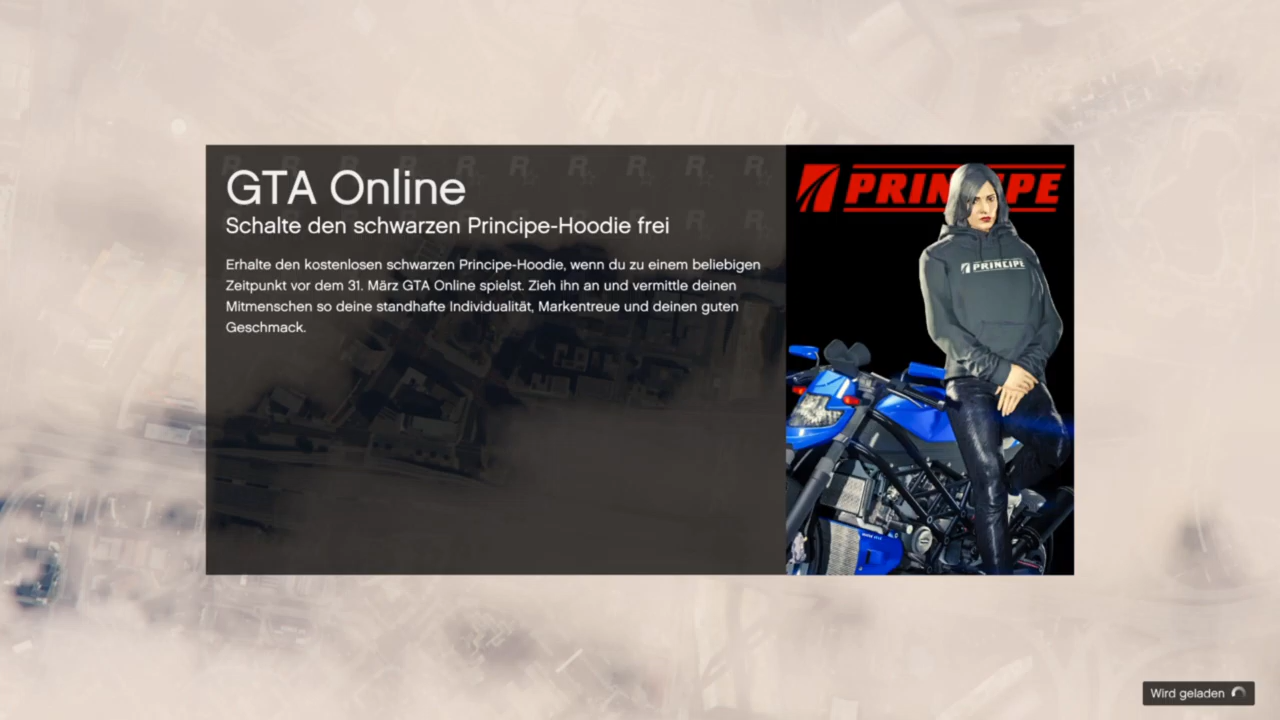 GTA Online
Schalte den schwarzen Principe-Hoodie frei
Erhalte den kostenlosen schwarzen Principe-Hoodie, wenn du zu einem beliebigen
Zeitpunkt vor dem 31. März GTA Online spielst. Zieh ihn an und vermittle deinen
Mitmenschen so deine standhafte Individualität, Markentreue und deinen guten
Geschmack.
PRINCIPE
PRINCIPE
Wird geladen